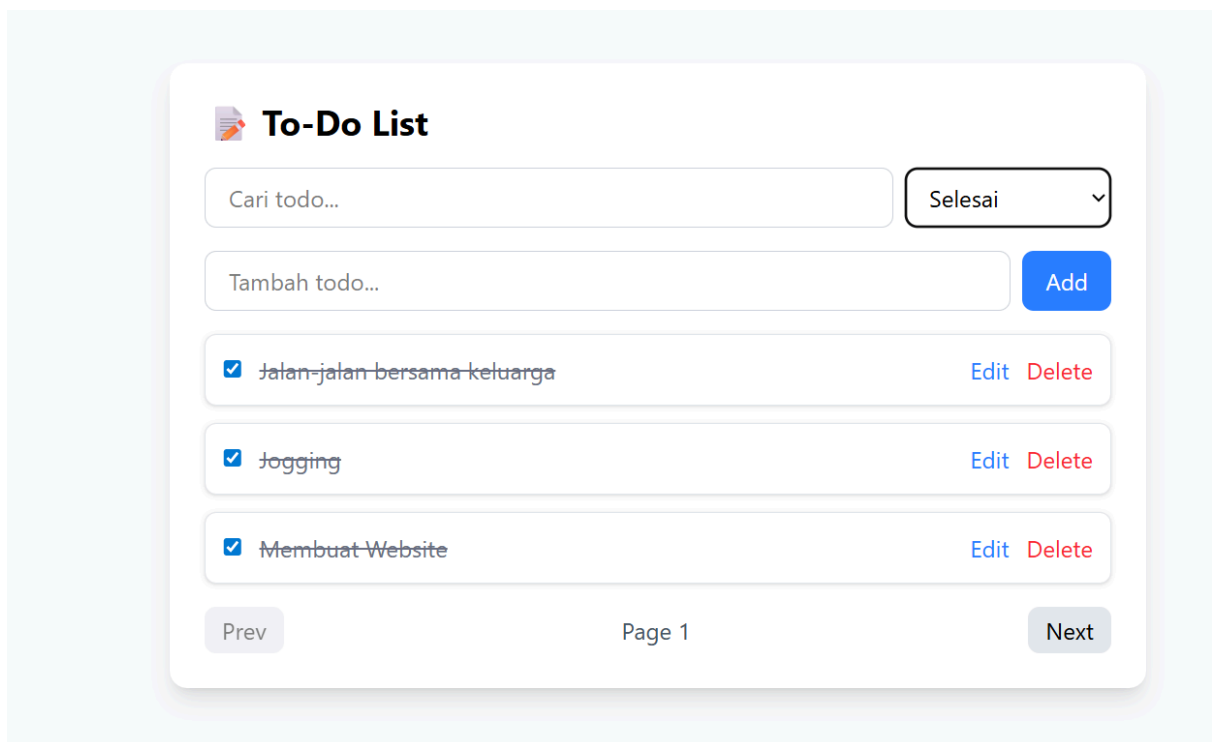 To-Do List
Cari todo...
Selesai
Tambah todo...
Add
Jalan-jalan bersama keluarga
Edit Delete
Jogging
Edit Delete
Membuat Website
Edit Delete
Prev
Page 1
Next